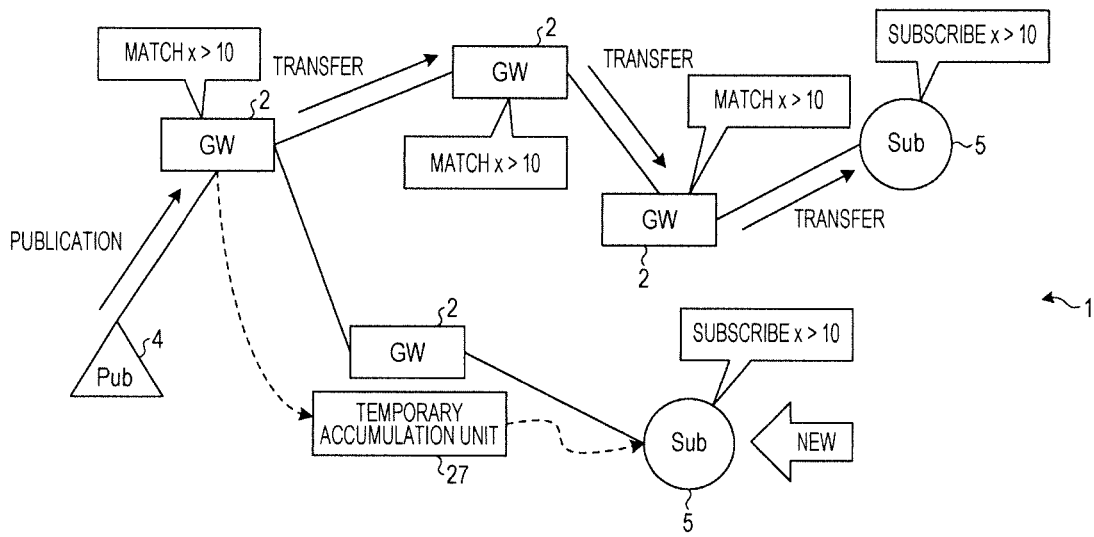 MATCH x > 10
2
GW
TRANSFER
2
GW
MATCH x > 10
TRANSFER
MATCH x > 10
GW
2
TRANSFER
SUBSCRIBE x > 10
Sub
5
PUBLICATION
4
Pub
2
GW
TEMPORARY
ACCUMULATION UNIT
27
SUBSCRIBE x > 10
Sub
5
NEW
1